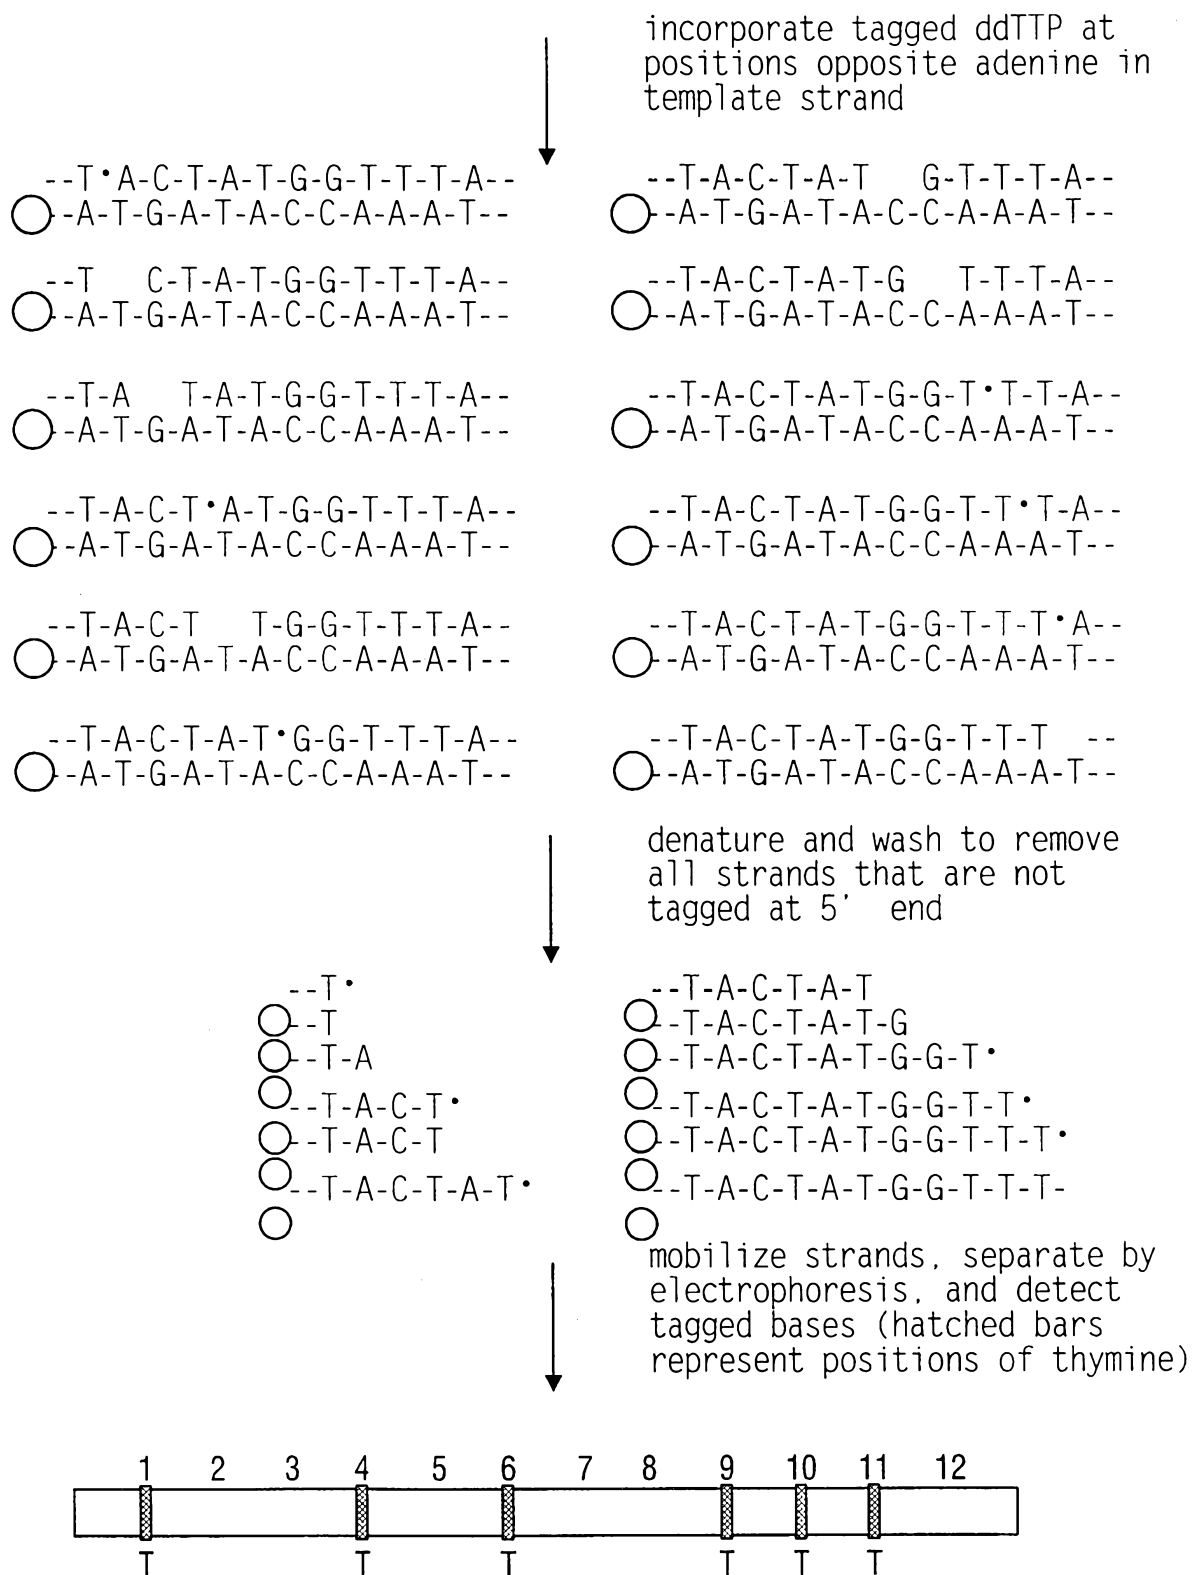 incorporate tagged ddTTP at
positions opposite adenine in
template strand
--T•A-C-T-A-T-G-G-T-T-T-A--
--A-T-G-A-T-A-C-C-A-A-A-T--
--T C-T-A-T-G-G-T-T-T-A--
--A-T-G-A-T-A-C-C-A-A-A-T--
--T-A T-A-T-G-G-T-T-T-A--
--A-T-G-A-T-A-C-C-A-A-A-T--
--T-A-C-T•A-T-G-G-T-T-T-A--
--A-T-G-A-T-A-C-C-A-A-A-T--
--T-A-C-T T-G-G-T-T-T-A--
--A-T-G-A-T-A-C-C-A-A-A-T--
--T-A-C-T-A-T•G-G-T-T-T-A--
--A-T-G-A-T-A-C-C-A-A-A-T--
--T-A-C-T-A-T G-T-T-T-A--
--A-T-G-A-T-A-C-C-A-A-A-T--
--T-A-C-T-A-T-G T-T-T-A--
--A-T-G-A-T-A-C-C-A-A-A-T--
--T-A-C-T-A-T-G-G-T•T-T-A--
--A-T-G-A-T-A-C-C-A-A-A-T--
--T-A-C-T-A-T-G-G-T-T•T-A--
--A-T-G-A-T-A-C-C-A-A-A-T--
--T-A-C-T-A-T-G-G-T-T-T•A--
--A-T-G-A-T-A-C-C-A-A-A-T--
--T-A-C-T-A-T-G-G-T-T-T --
--A-T-G-A-T-A-C-C-A-A-A-T--
denature and wash to remove
all strands that are not
tagged at 5' end
--T•
--T
--T-A
--T-A-C-T•
--T-A-C-T
--T-A-C-T-A-T•
--T-A-C-T-A-T
--T-A-C-T-A-T-G
--T-A-C-T-A-T-G-G-T•
--T-A-C-T-A-T-G-G-T-T•
--T-A-C-T-A-T-G-G-T-T-T•
--T-A-C-T-A-T-G-G-T-T-T-
mobilize strands, separate by
electrophoresis, and detect
tagged bases (hatched bars
represent positions of thymine)
1 2 3 4 5 6 7 8 9 10 11 12
T T T T T T